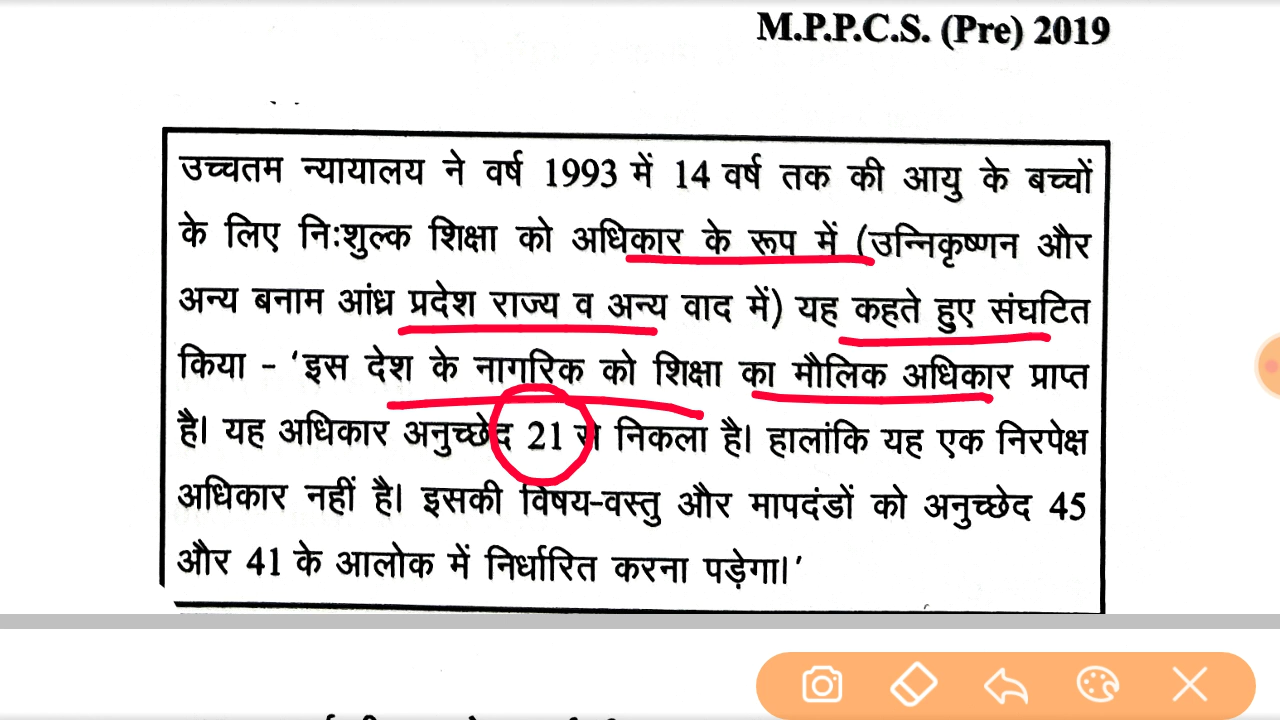 M.P.P.C.S. (Pre) 2019
उच्चतम न्यायालय ने वर्ष 1993 में 14 वर्ष तक की आयु के बच्चों
के लिए निःशुल्क शिक्षा को अधिकार के रूप में (उन्निकृष्णन और
अन्य बनाम आंध्र प्रदेश राज्य व अन्य वाद में) यह कहते हुए संघटित
किया - 'इस देश के नागरिक को शिक्षा का मौलिक अधिकार प्राप्त
है। यह अधिकार अनुच्छेद 21 से निकला है। हालांकि यह एक निरपेक्ष
अधिकार नहीं है। इसकी विषय-वस्तु और मापदंडों को अनुच्छेद 45
और 41 के आलोक में निर्धारित करना पड़ेगा।'